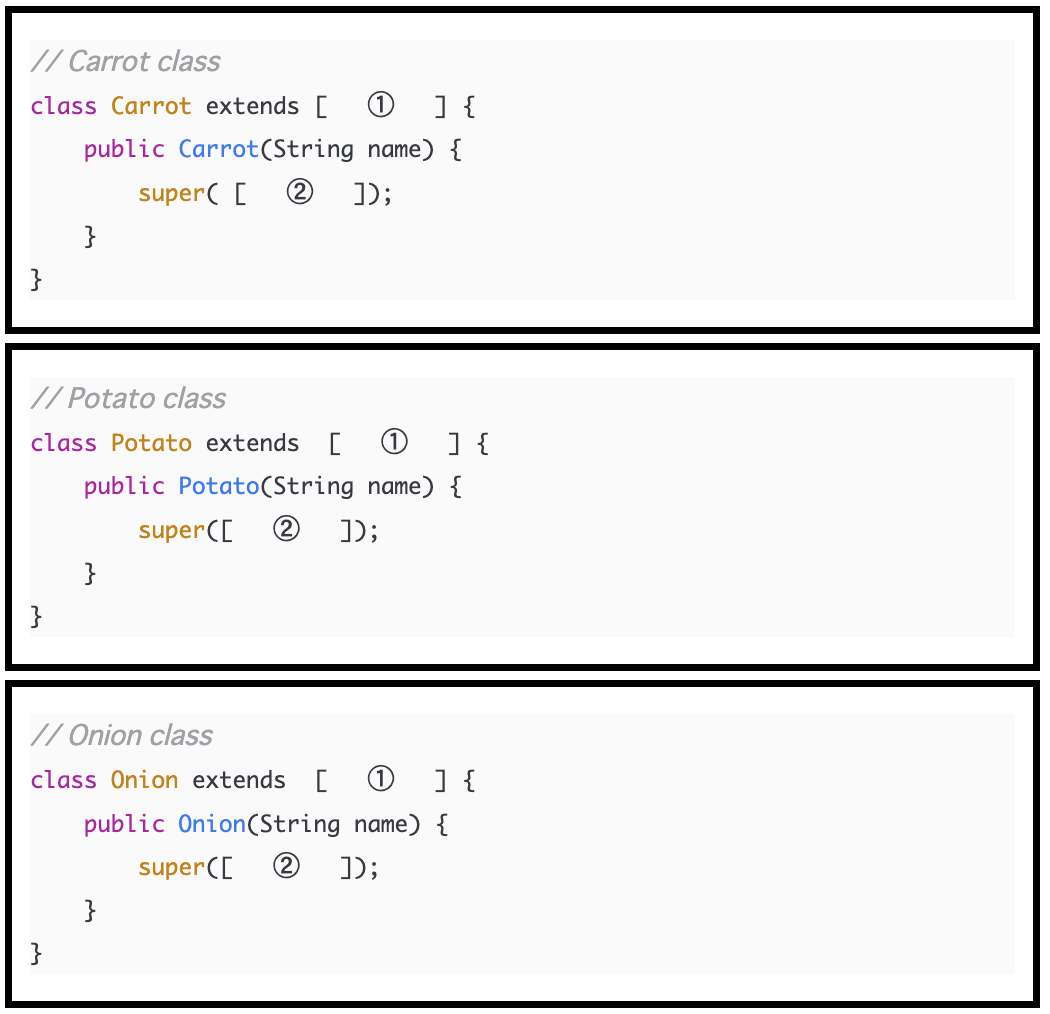 // Carrot class
class Carrot extends [   ①   ] {
    public Carrot(String name) {
        super( [   ②   ]);
    }
}
// Potato class
class Potato extends  [   ①   ] {
    public Potato(String name) {
        super([   ②   ]);
    }
}
// Onion class
class Onion extends  [   ①   ] {
    public Onion(String name) {
        super([   ②   ]);
    }
}